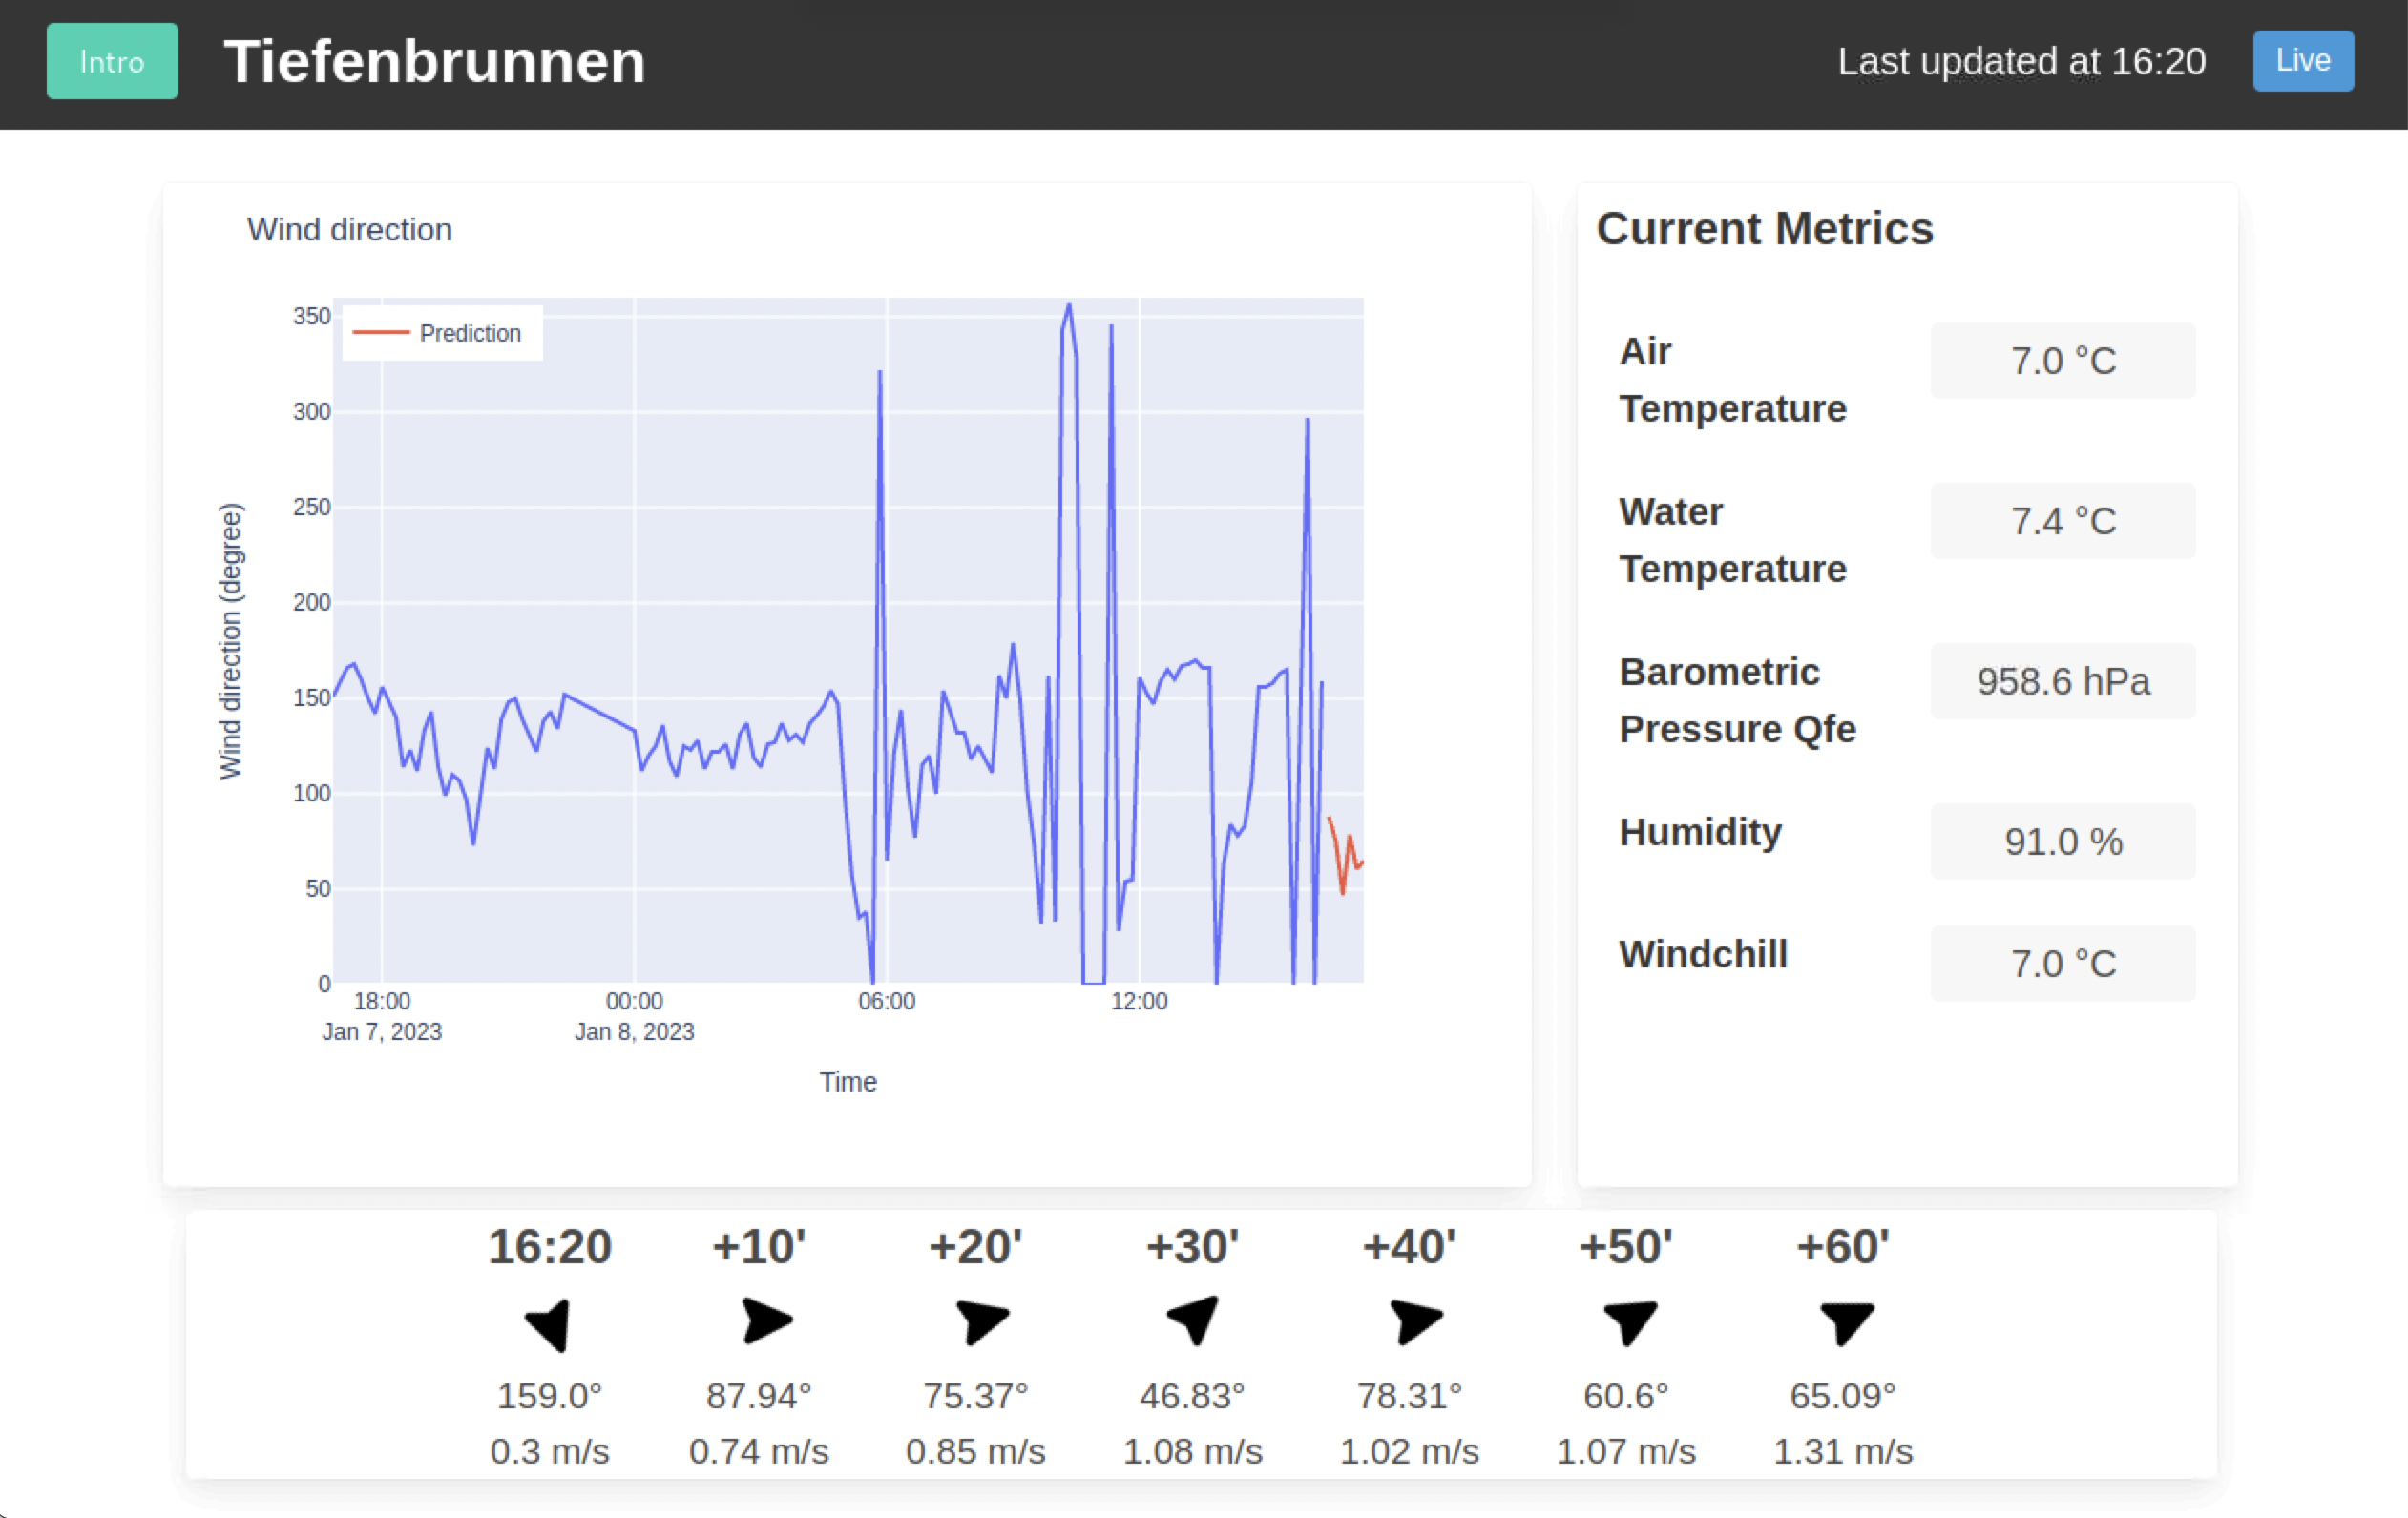 Intro
Tiefenbrunnen
Last updated at 16:20
Live
Wind direction
Prediction
350
300
250
200
150
100
50
0
Wind direction (degree)
18:00
Jan 7, 2023
00:00
Jan 8, 2023
06:00
12:00
Time
Current Metrics
Air
Temperature
7.0 °C
Water
Temperature
7.4 °C
Barometric
Pressure Qfe
958.6 hPa
Humidity
91.0 %
Windchill
7.0 °C
16:20 +10' +20' +30' +40' +50' +60'
159.0° 87.94° 75.37° 46.83° 78.31° 60.6° 65.09°
0.3 m/s 0.74 m/s 0.85 m/s 1.08 m/s 1.02 m/s 1.07 m/s 1.31 m/s